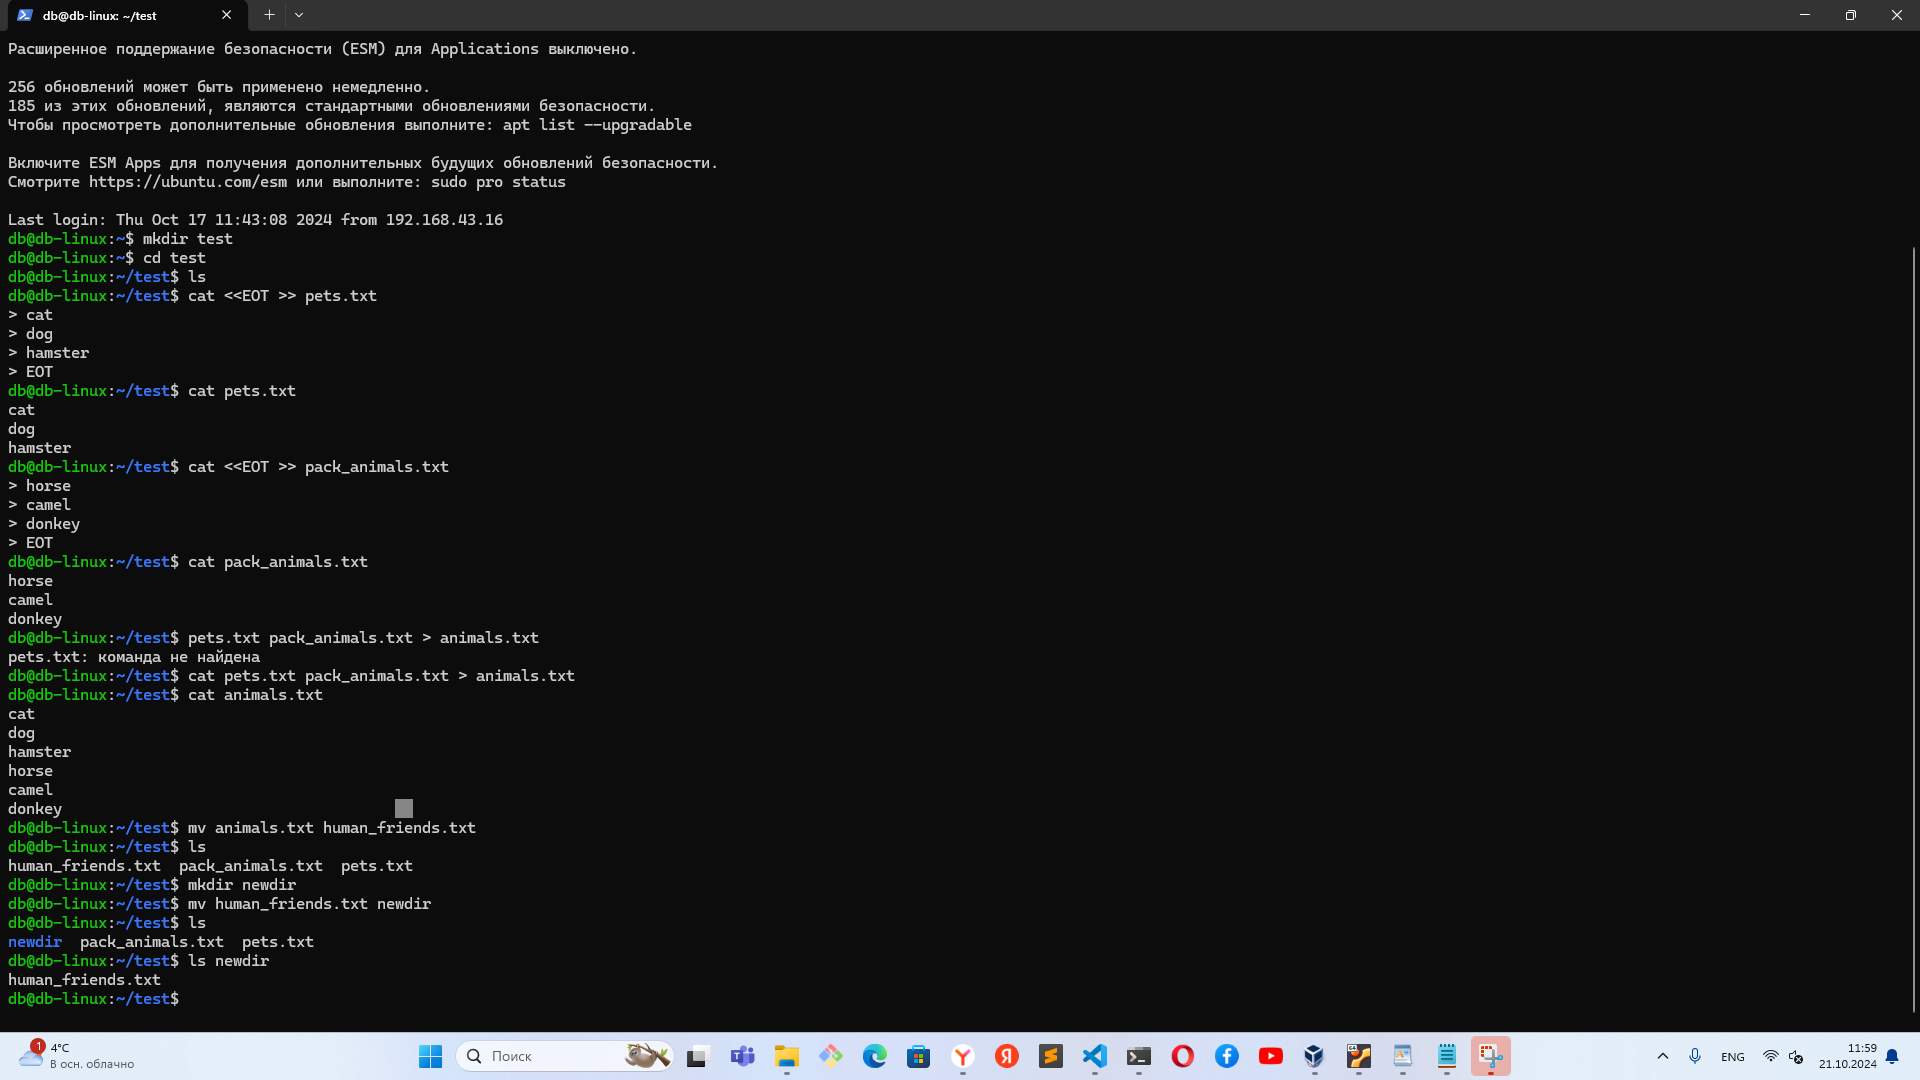 db@db-linux: ~/test
Расширенное поддержание безопасности (ESM) для Applications выключено.
256 обновлений может быть применено немедленно.
185 из этих обновлений, являются стандартными обновлениями безопасности.
Чтобы просмотреть дополнительные обновления выполните: apt list --upgradable
Включите ESM Apps для получения дополнительных будущих обновлений безопасности.
Смотрите https://ubuntu.com/esm или выполните: sudo pro status
Last login: Thu Oct 17 11:43:08 2024 from 192.168.43.16
db@db-linux:~$ mkdir test
db@db-linux:~$ cd test
db@db-linux:~/test$ ls
db@db-linux:~/test$ cat <<EOT >> pets.txt
> cat
> dog
> hamster
> EOT
db@db-linux:~/test$ cat pets.txt
cat
dog
hamster
db@db-linux:~/test$ cat <<EOT >> pack_animals.txt
> horse
> camel
> donkey
> EOT
db@db-linux:~/test$ cat pack_animals.txt
horse
camel
donkey
db@db-linux:~/test$ pets.txt pack_animals.txt > animals.txt
pets.txt: команда не найдена
db@db-linux:~/test$ cat pets.txt pack_animals.txt > animals.txt
db@db-linux:~/test$ cat animals.txt
cat
dog
hamster
horse
camel
donkey
db@db-linux:~/test$ mv animals.txt human_friends.txt
db@db-linux:~/test$ ls
human_friends.txt  pack_animals.txt  pets.txt
db@db-linux:~/test$ mkdir newdir
db@db-linux:~/test$ mv human_friends.txt newdir
db@db-linux:~/test$ ls
newdir  pack_animals.txt  pets.txt
db@db-linux:~/test$ ls newdir
human_friends.txt
db@db-linux:~/test$
1
4°C
В осн. облачно
Поиск
ENG
11:59
21.10.2024